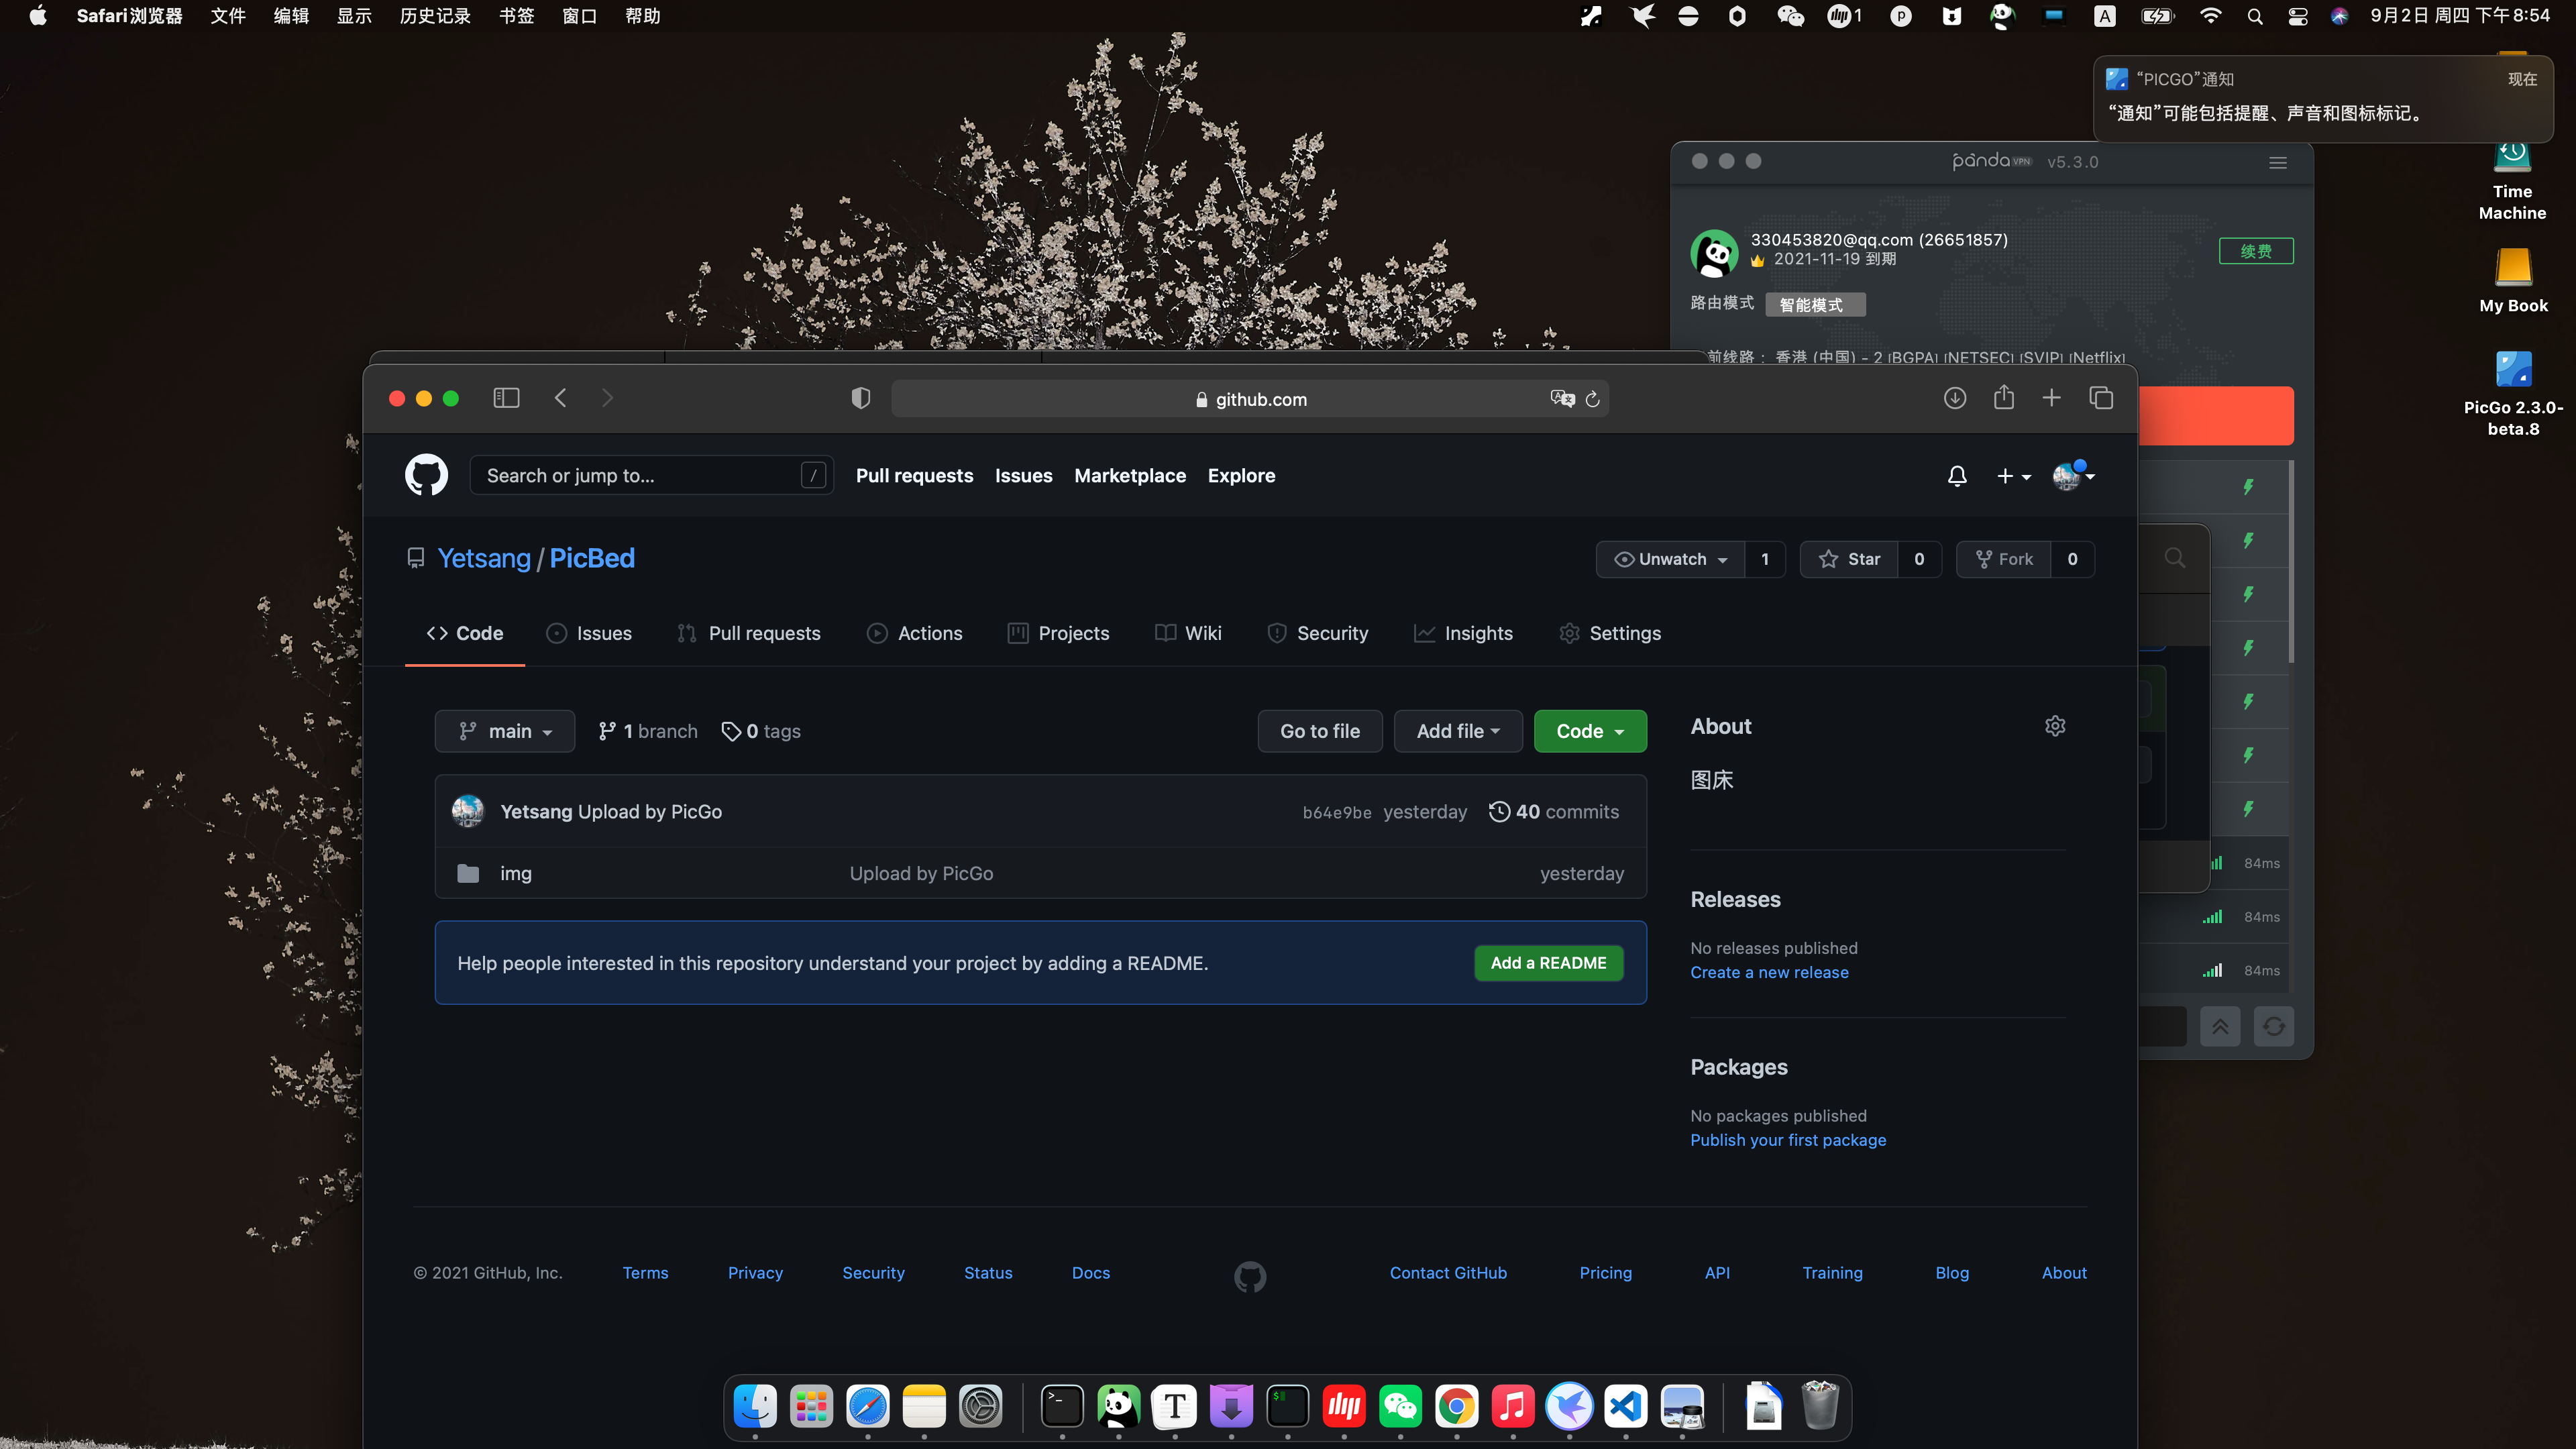 Safari浏览器 文件 编辑 显示 历史记录 书签 窗口 帮助 1 A 9月2日 周四 下午8:54
“PICGO”通知 现在
“通知”可能包括提醒、声音和图标标记。
Time
Machine
My Book
PicGo 2.3.0-
beta.8
panda VPN v5.3.0
330453820@qq.com (26651857)
2021-11-19 到期
续费
路由模式 智能模式
前线路： 香港 (中国) - 2 [BGPA] [NETSEC] [SVIP] [Netflix]
84ms
84ms
84ms
github.com
Search or jump to... / Pull requests Issues Marketplace Explore
Yetsang / PicBed
Unwatch 1 Star 0 Fork 0
Code Issues Pull requests Actions Projects Wiki Security Insights Settings
main 1 branch 0 tags Go to file Add file Code
Yetsang Upload by PicGo b64e9be yesterday 40 commits
img Upload by PicGo yesterday
Help people interested in this repository understand your project by adding a README. Add a README
About
图床
Releases
No releases published
Create a new release
Packages
No packages published
Publish your first package
© 2021 GitHub, Inc. Terms Privacy Security Status Docs Contact GitHub Pricing API Training Blog About